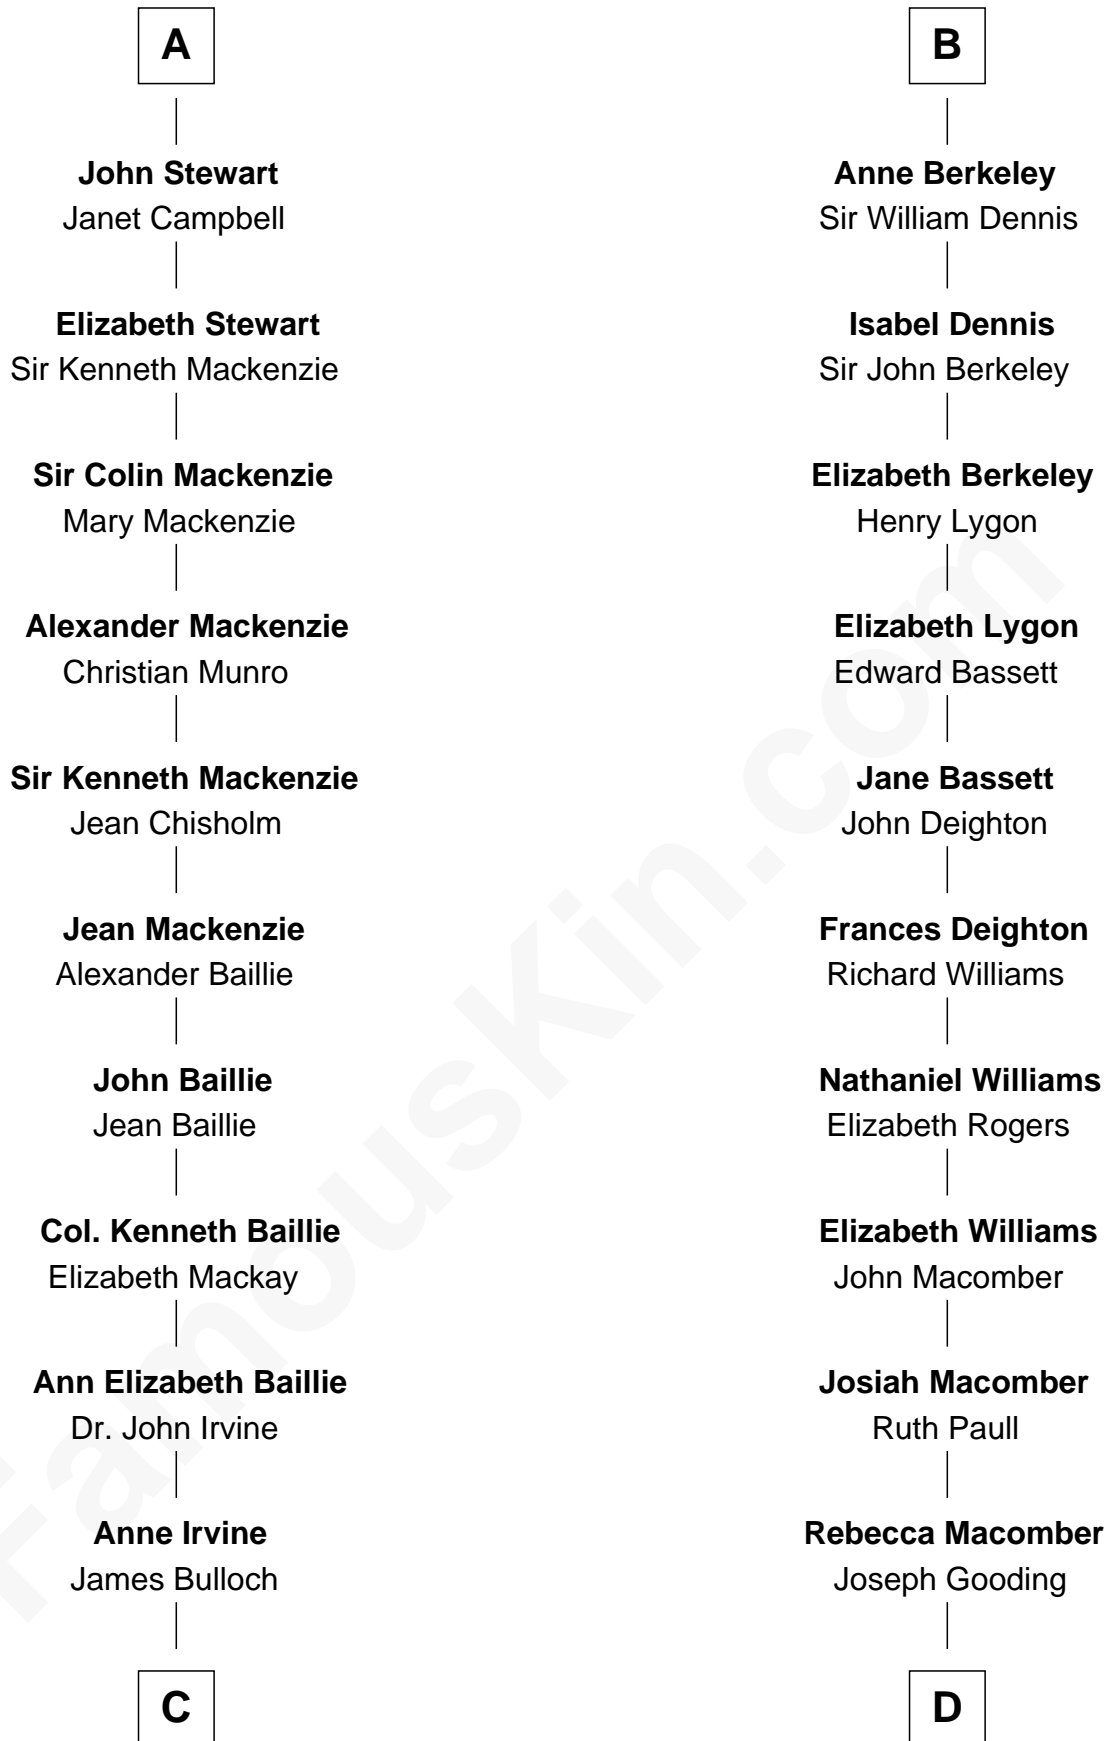 A
John Stewart
Janet Campbell
Elizabeth Stewart
Sir Kenneth Mackenzie
Sir Colin Mackenzie
Mary Mackenzie
Alexander Mackenzie
Christian Munro
Sir Kenneth Mackenzie
Jean Chisholm
Jean Mackenzie
Alexander Baillie
John Baillie
Jean Baillie
Col. Kenneth Baillie
Elizabeth Mackay
Ann Elizabeth Baillie
Dr. John Irvine
Anne Irvine
James Bulloch
C
B
Anne Berkeley
Sir William Dennis
Isabel Dennis
Sir John Berkeley
Elizabeth Berkeley
Henry Lygon
Elizabeth Lygon
Edward Bassett
Jane Bassett
John Deighton
Frances Deighton
Richard Williams
Nathaniel Williams
Elizabeth Rogers
Elizabeth Williams
John Macomber
Josiah Macomber
Ruth Paull
Rebecca Macomber
Joseph Gooding
D
FamousKin.com